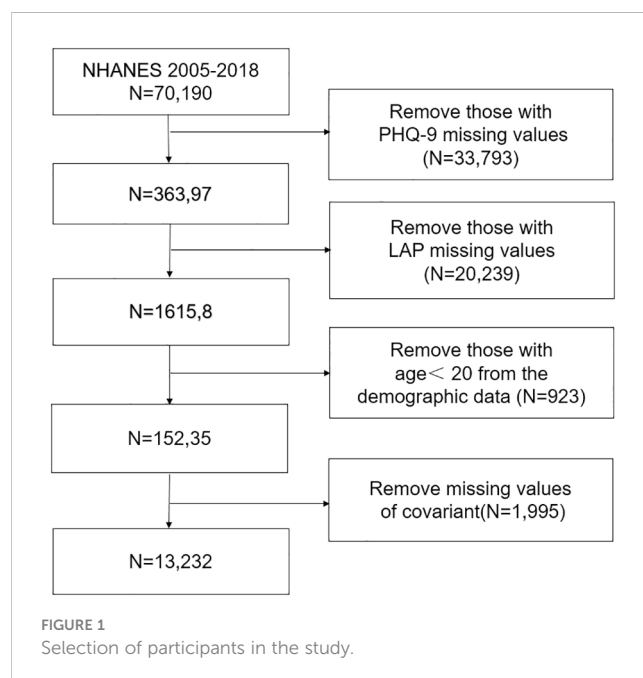 NHANES 2005-2018
N=70,190
Remove those with
PHQ-9 missing values
(N=33,793)
N=363,97
Remove those with
LAP missing values
(N=20,239)
N=1615,8
Remove those with
age< 20 from the
demographic data (N=923)
N=152,35
Remove missing values
of covariant(N=1,995)
N=13,232
FIGURE 1
Selection of participants in the study.